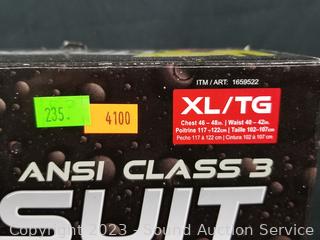 ITM / ART: 1659522
XL/TG
Chest 46 - 48in. | Waist 40 - 42in.
Poitrine 117 - 122cm | Taille 102 - 107cm
Pecho 117 a 122 cm | Cintura 102 a 107 cm
235.
4100
ANSI CLASS 3
SUIT
Copyright 2023 - Sound Auction Service